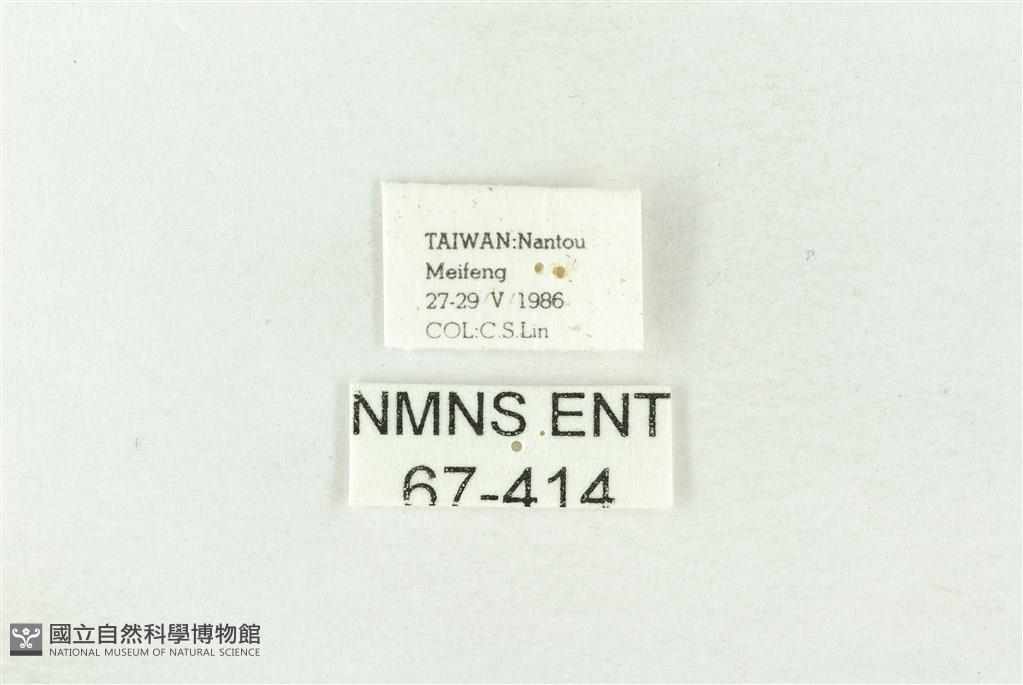 TAIWAN:Nantou
Meifeng
27-29/V/1986
COL:C.S.Lin
NMNS ENT
67-414
國立自然科學博物館
NATIONAL MUSEUM OF NATURAL SCIENCE